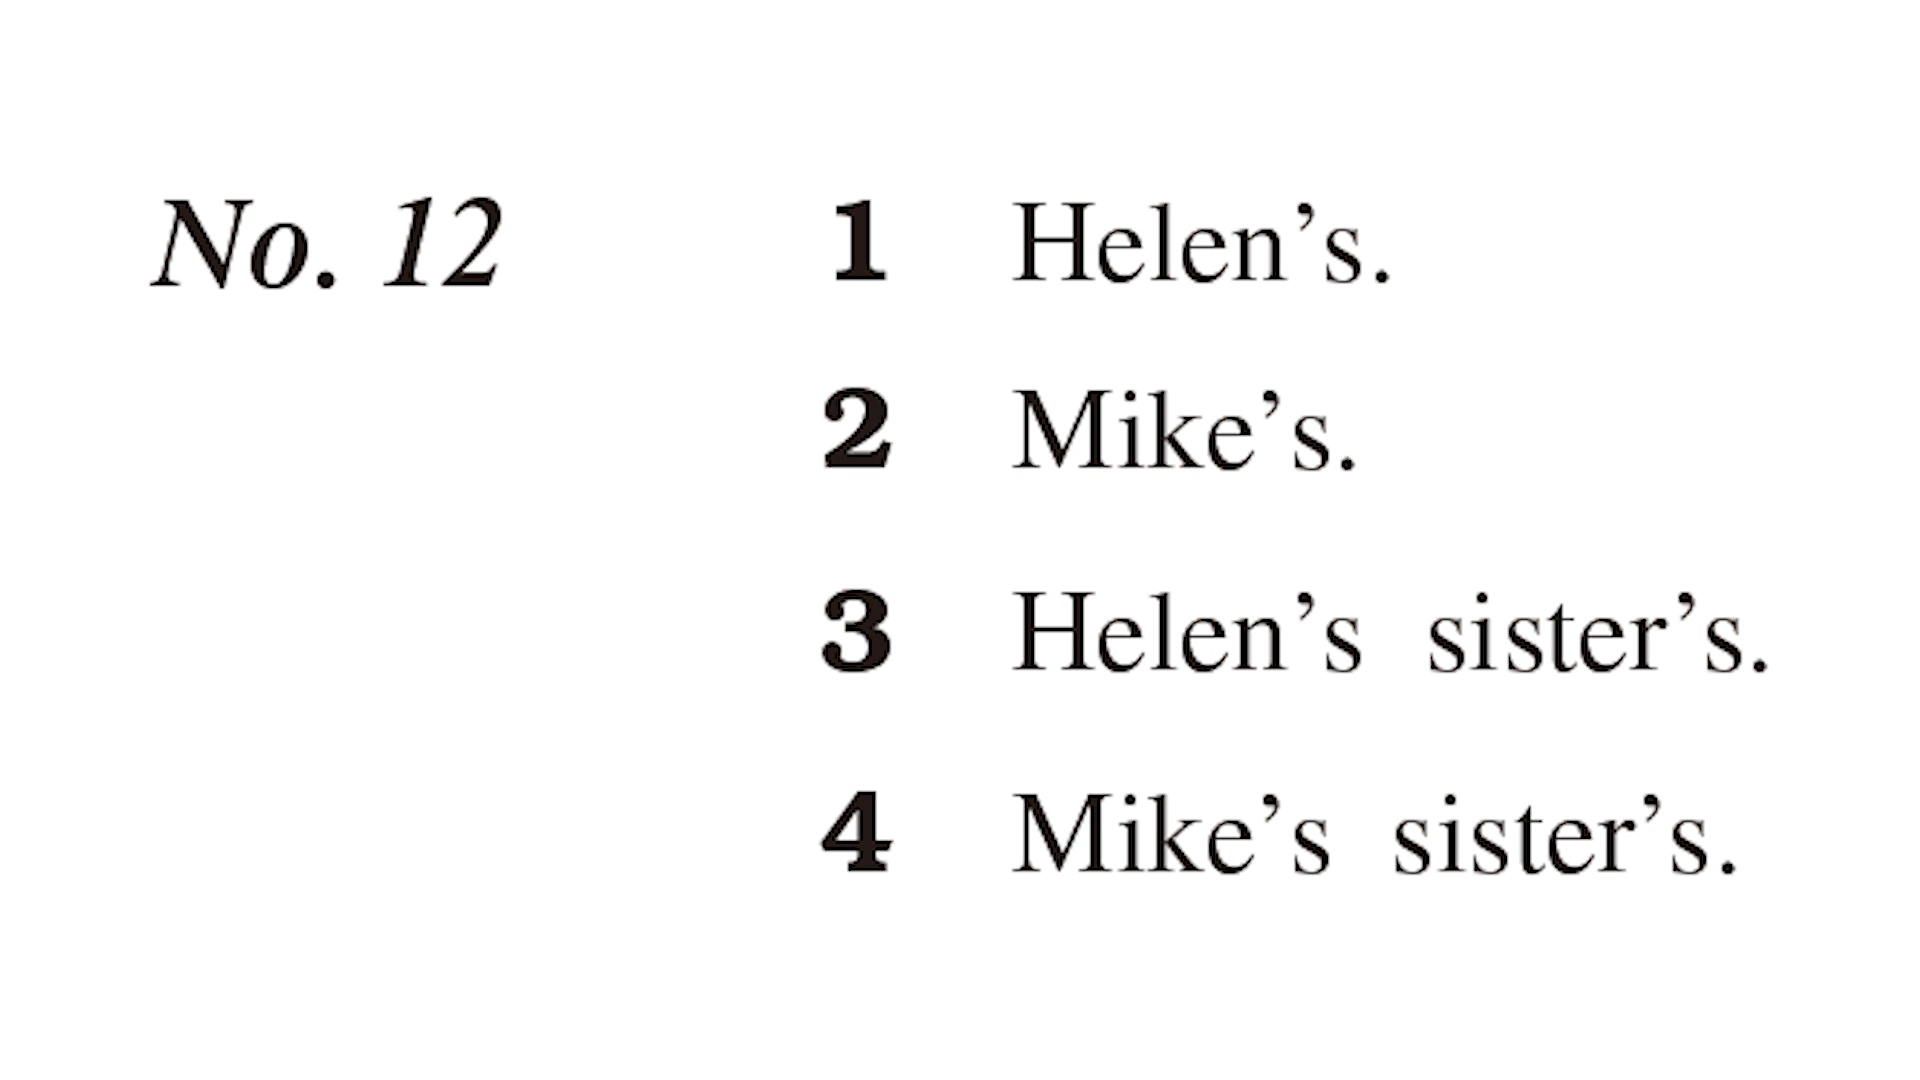 No. 12 1 Helen’s.
2 Mike’s.
3 Helen’s sister’s.
4 Mike’s sister’s.